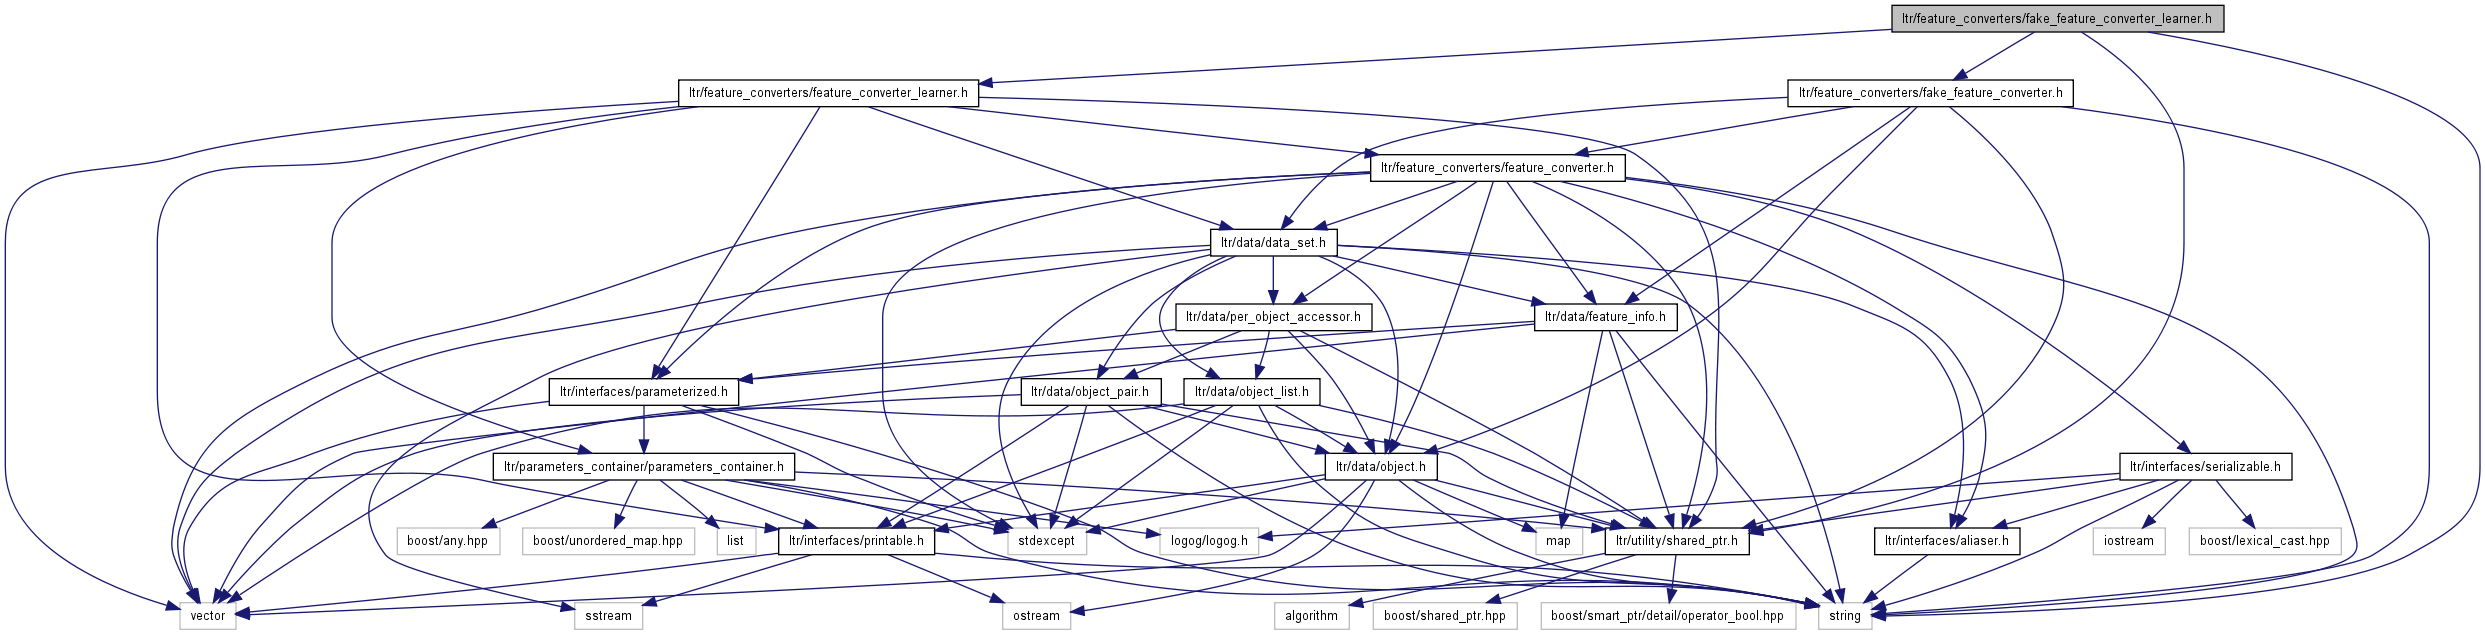 ltr/feature_converters/fake_feature_converter_learner.h
ltr/feature_converters/feature_converter_learner.h
ltr/feature_converters/fake_feature_converter.h
ltr/feature_converters/feature_converter.h
ltr/data/data_set.h
ltr/data/per_object_accessor.h
ltr/data/feature_info.h
ltr/interfaces/parameterized.h
ltr/data/object_pair.h
ltr/data/object_list.h
ltr/parameters_container/parameters_container.h
ltr/data/object.h
ltr/interfaces/serializable.h
boost/any.hpp
boost/unordered_map.hpp
list
ltr/interfaces/printable.h
stdexcept
logog/logog.h
map
ltr/utility/shared_ptr.h
ltr/interfaces/aliaser.h
iostream
boost/lexical_cast.hpp
vector
sstream
ostream
algorithm
boost/shared_ptr.hpp
boost/smart_ptr/detail/operator_bool.hpp
string